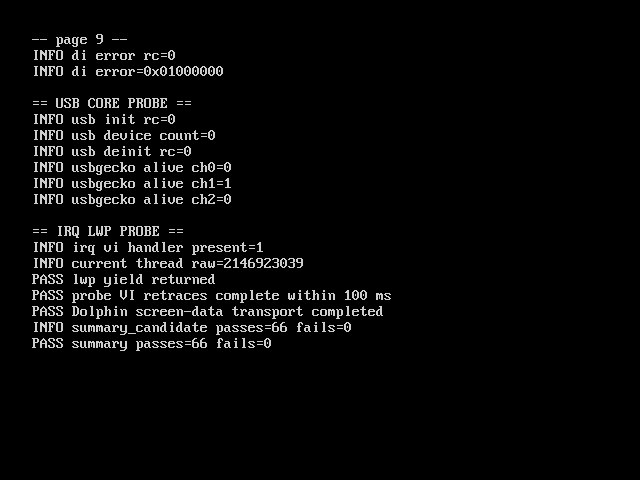 -- page 9 --
INFO di error rc=0
INFO di error=0x01000000
== USB CORE PROBE ==
INFO usb init rc=0
INFO usb device count=0
INFO usb deinit rc=0
INFO usbgecko alive ch0=0
INFO usbgecko alive ch1=1
INFO usbgecko alive ch2=0
== IRQ LWP PROBE ==
INFO irq vi handler present=1
INFO current thread raw=2146923039
PASS lwp yield returned
PASS probe VI retraces complete within 100 ms
PASS Dolphin screen-data transport completed
INFO summary_candidate passes=66 fails=0
PASS summary passes=66 fails=0